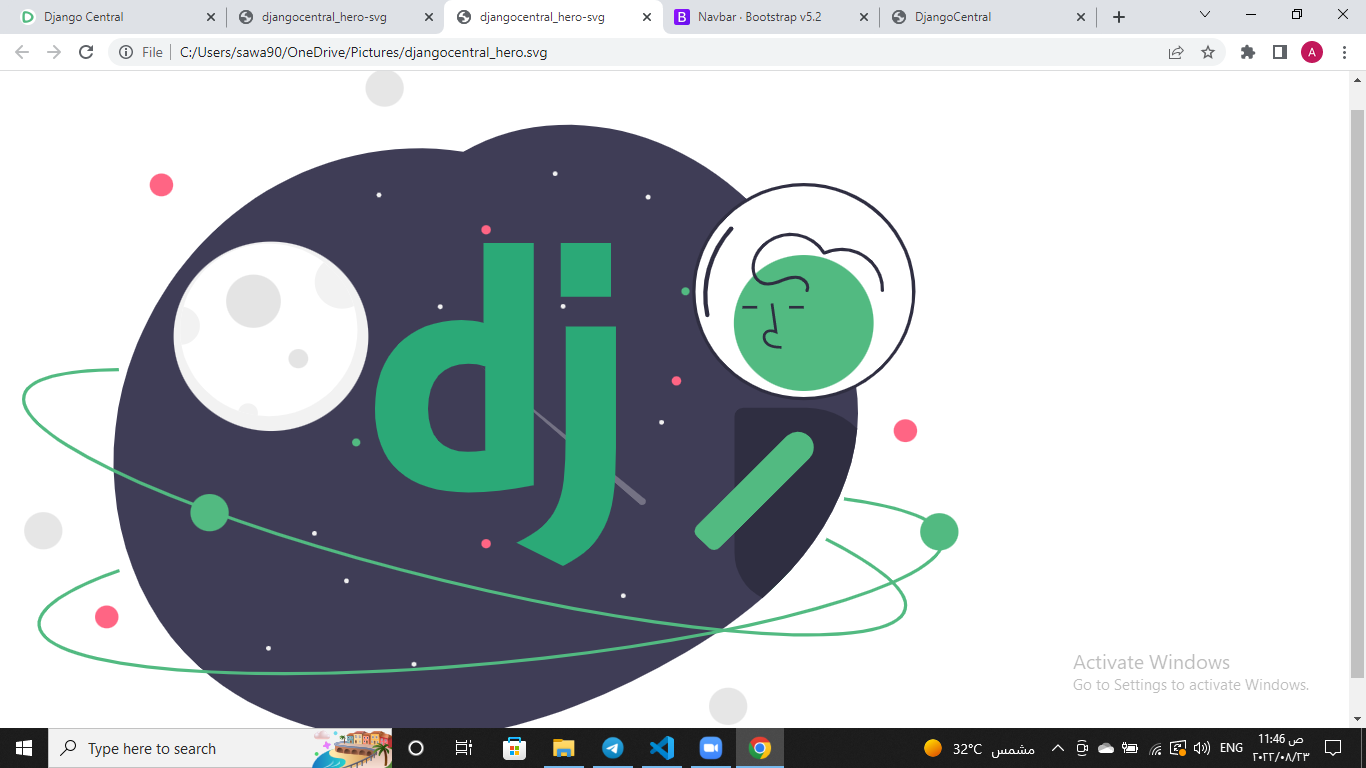 Django Central
djangocentral_hero-svg
djangocentral_hero-svg
Navbar · Bootstrap v5.2
DjangoCentral
File
C:/Users/sawa90/OneDrive/Pictures/djangocentral_hero.svg
A
dj
Activate Windows
Go to Settings to activate Windows.
Type here to search
32°C مشمس
ENG
11:46 ص
٢٠٢٢/٠٨/٢٣